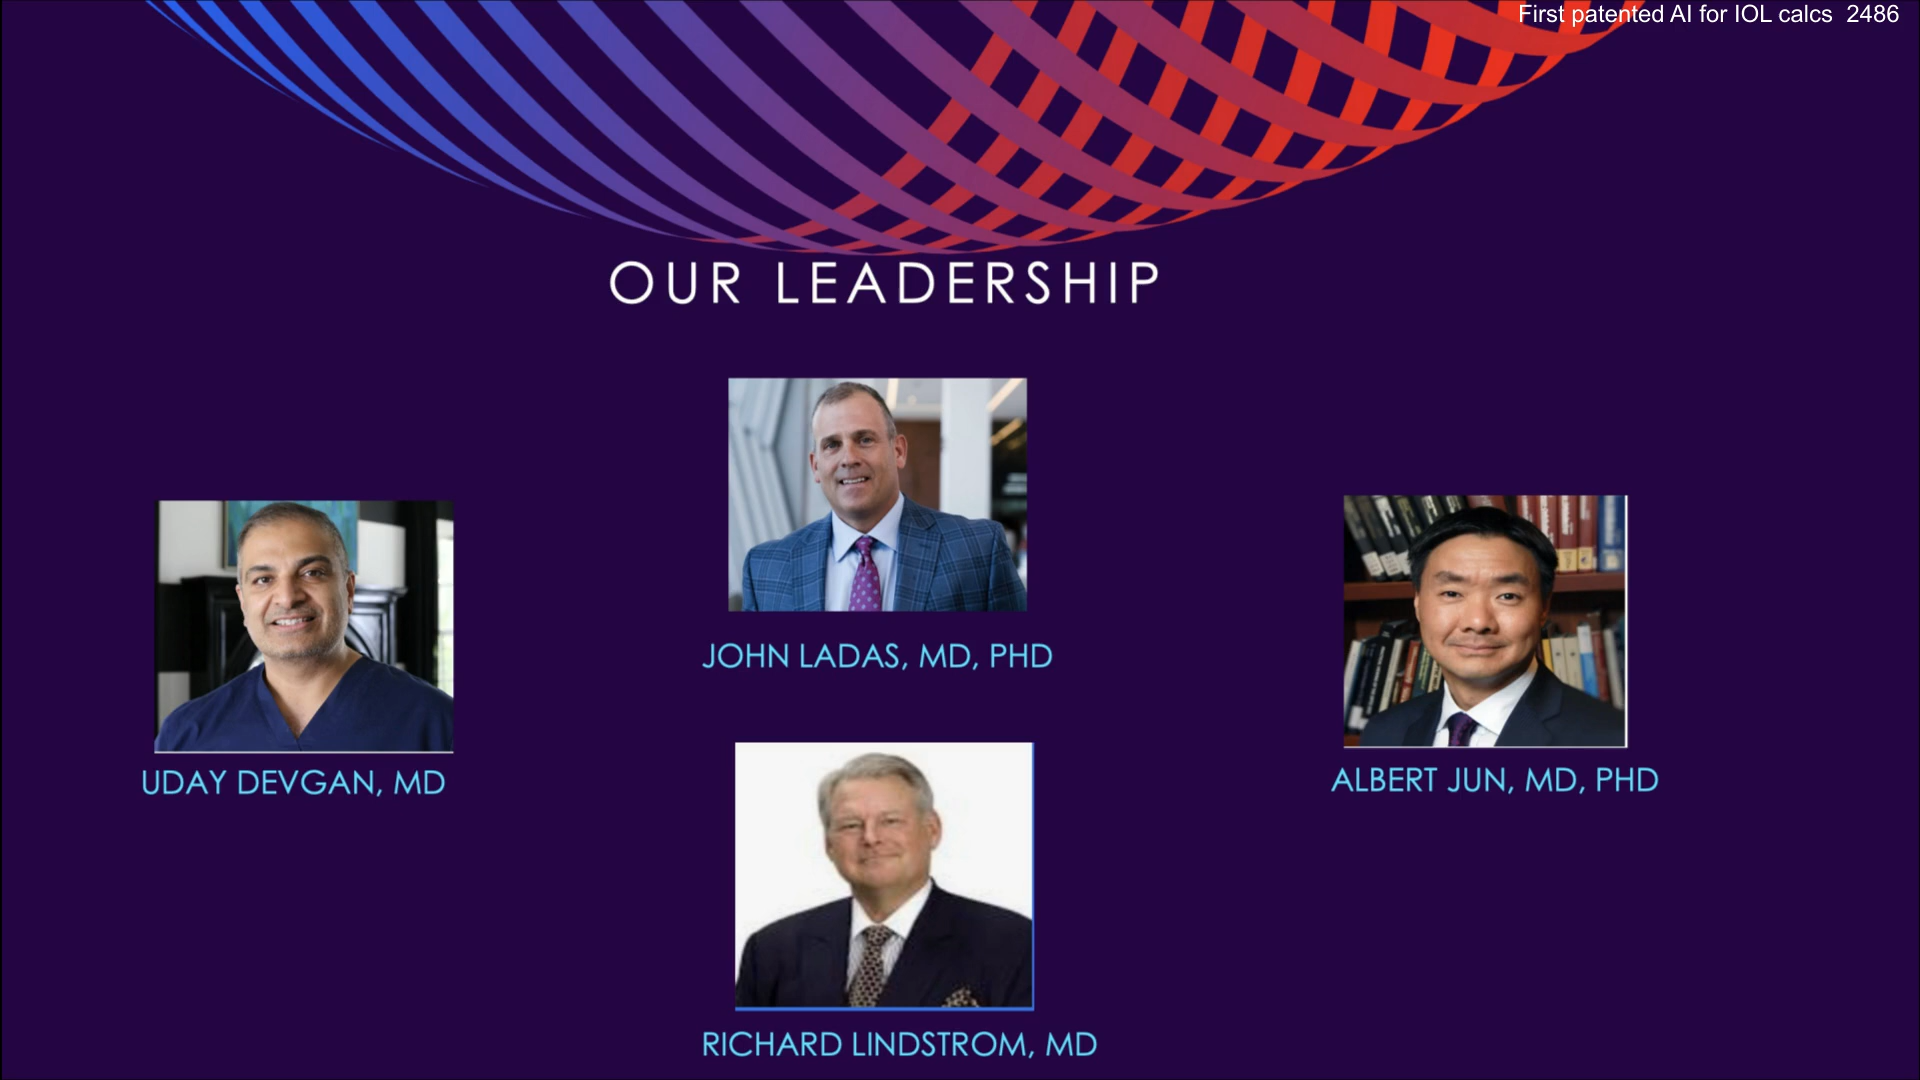 First patented AI for IOL calcs 2486
OUR LEADERSHIP
JOHN LADAS, MD, PHD
UDAY DEVGAN, MD
ALBERT JUN, MD, PHD
RICHARD LINDSTROM, MD